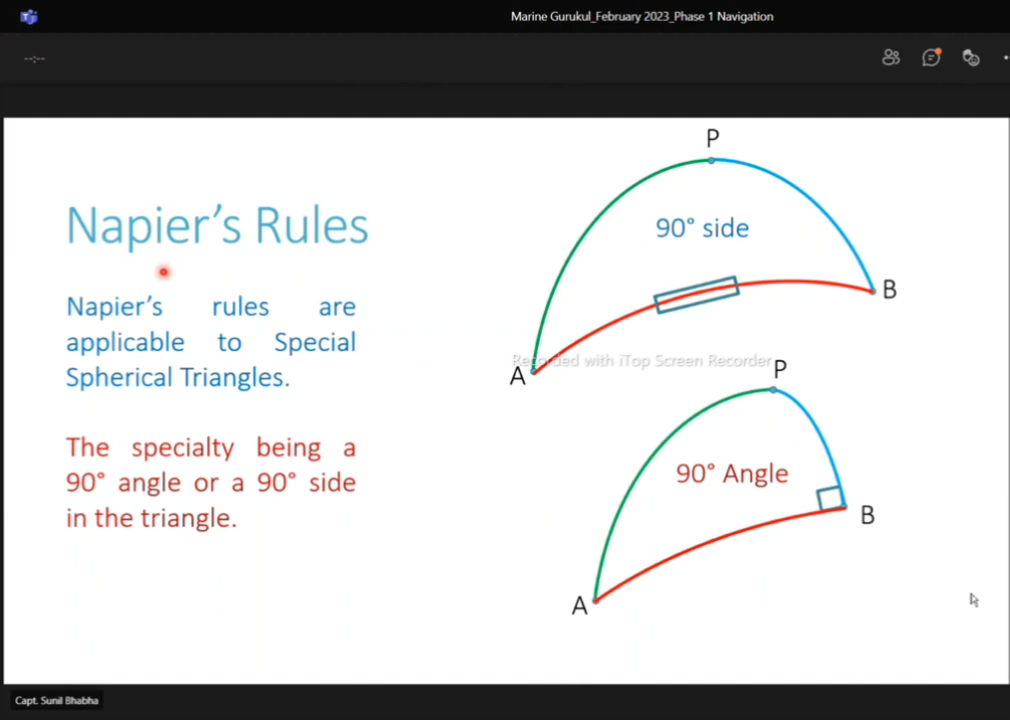 Marine Gurukul_February 2023_Phase 1 Navigation
--:--
P
Napier's Rules
90° side
B
Napier's rules are
applicable to Special
Spherical Triangles.
Recorded with iTop Screen Recorder
A
P
The specialty being a
90° angle or a 90° side
in the triangle.
90° Angle
B
A
Capt. Sunil Bhabha